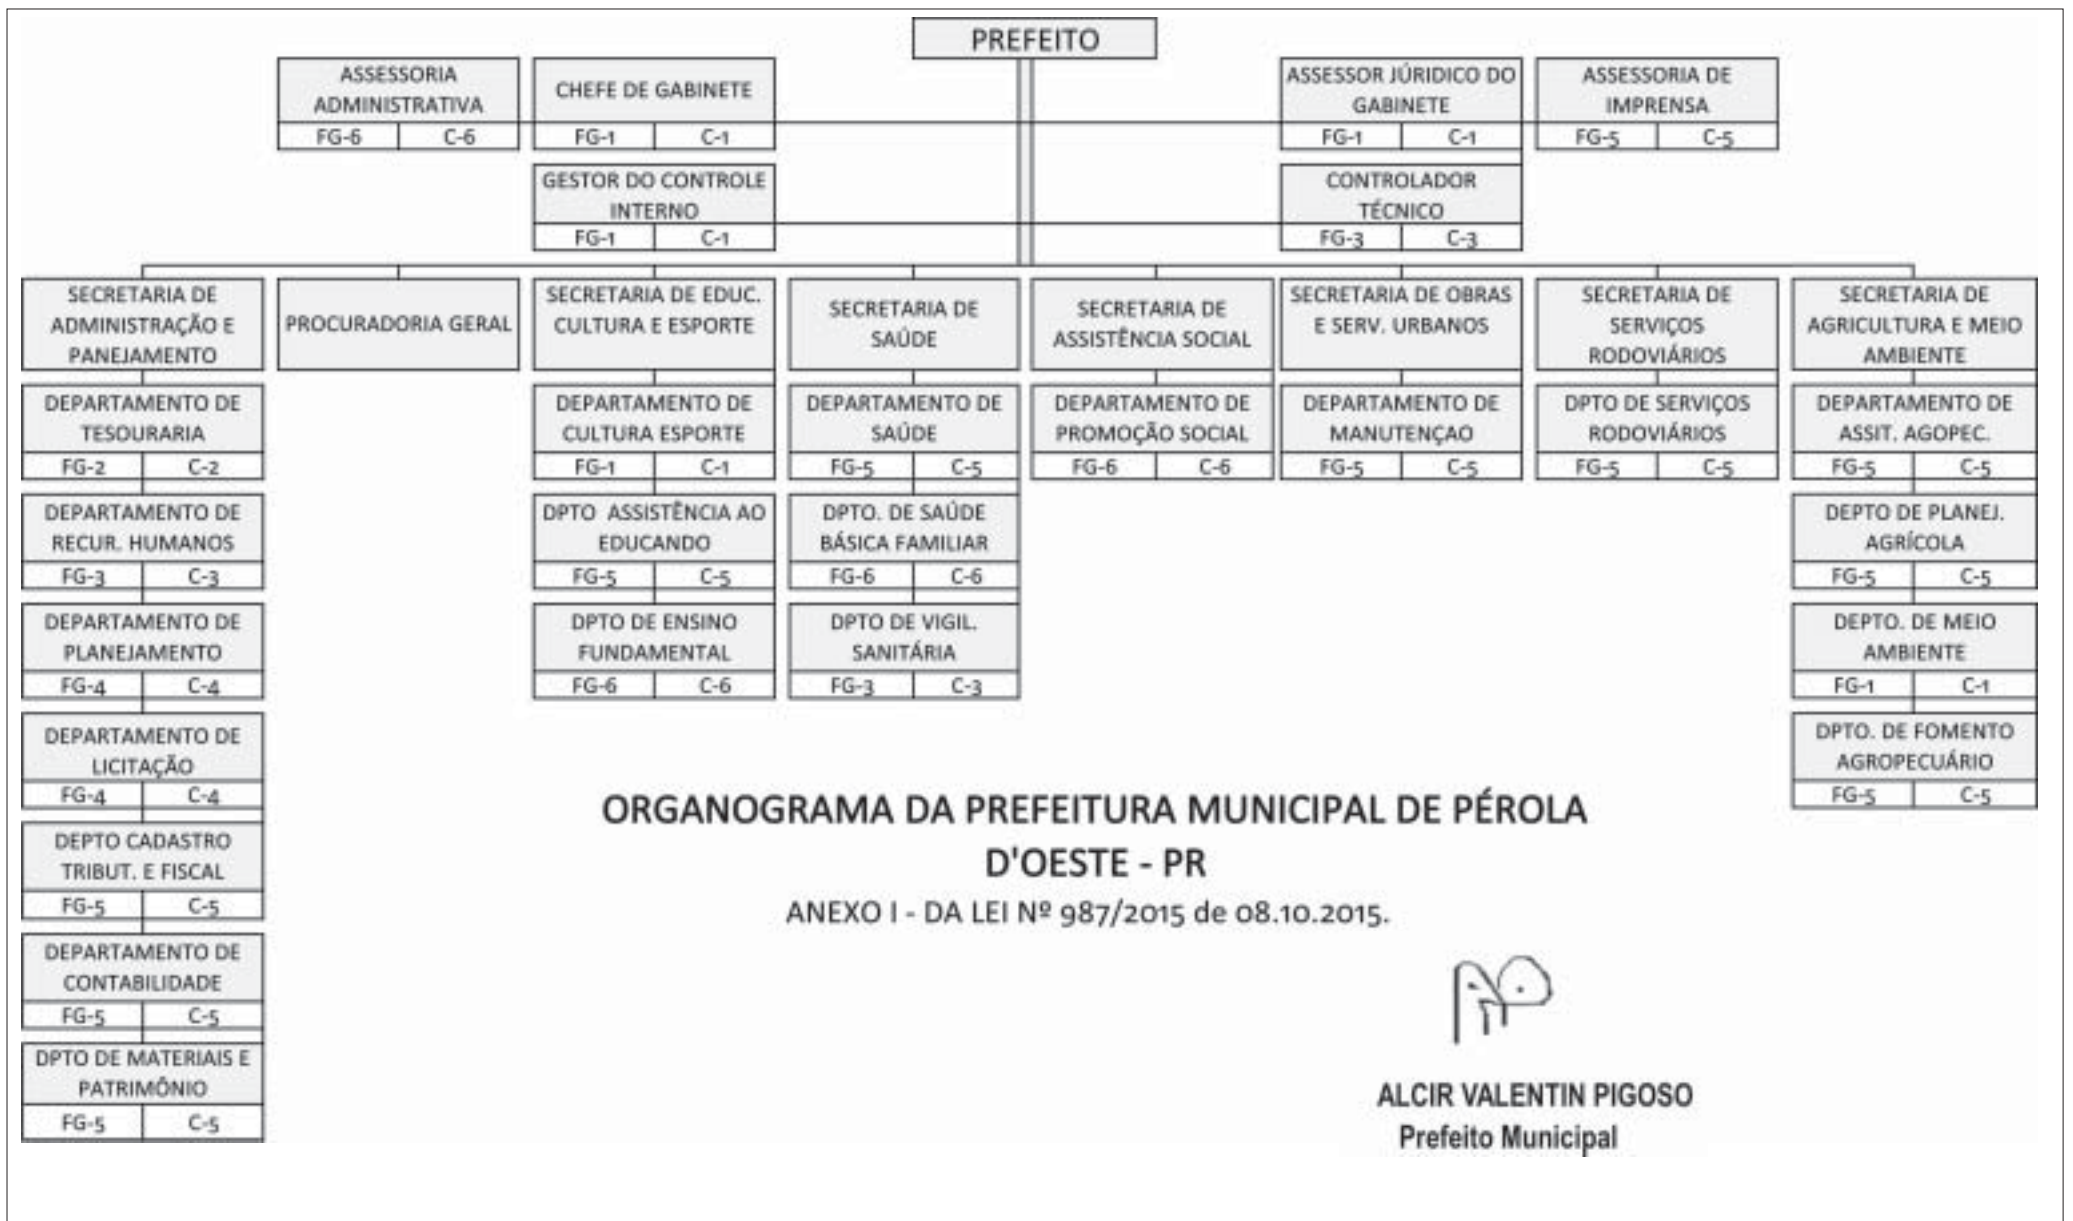 PREFEITO
ASSESSORIA
ADMINISTRATIVA
FG-6 C-6
CHEFE DE GABINETE
FG-1 C-1
ASSESSOR JÚRIDICO DO
GABINETE
FG-1 C-1
ASSESSORIA DE
IMPRENSA
FG-5 C-5
GESTOR DO CONTROLE
INTERNO
FG-1 C-1
CONTROLADOR
TÉCNICO
FG-3 C-3
SECRETARIA DE
ADMINISTRAÇÃO E
PANEJAMENTO
DEPARTAMENTO DE
TESOURARIA
FG-2 C-2
DEPARTAMENTO DE
RECUR. HUMANOS
FG-3 C-3
DEPARTAMENTO DE
PLANEJAMENTO
FG-4 C-4
DEPARTAMENTO DE
LICITAÇÃO
FG-4 C-4
DEPTO CADASTRO
TRIBUT. E FISCAL
FG-5 C-5
DEPARTAMENTO DE
CONTABILIDADE
FG-5 C-5
DPTO DE MATERIAIS E
PATRIMÔNIO
FG-5 C-5
PROCURADORIA GERAL
SECRETARIA DE EDUC.
CULTURA E ESPORTE
DEPARTAMENTO DE
CULTURA ESPORTE
FG-1 C-1
DPTO ASSISTÊNCIA AO
EDUCANDO
FG-5 C-5
DPTO DE ENSINO
FUNDAMENTAL
FG-6 C-6
SECRETARIA DE
SAÚDE
DEPARTAMENTO DE
SAÚDE
FG-5 C-5
DPTO. DE SAÚDE
BÁSICA FAMILIAR
FG-6 C-6
DPTO DE VIGIL.
SANITÁRIA
FG-3 C-3
SECRETARIA DE
ASSISTÊNCIA SOCIAL
DEPARTAMENTO DE
PROMOÇÃO SOCIAL
FG-6 C-6
SECRETARIA DE OBRAS
E SERV. URBANOS
DEPARTAMENTO DE
MANUTENÇAO
FG-5 C-5
SECRETARIA DE
SERVIÇOS
RODOVIÁRIOS
DPTO DE SERVIÇOS
RODOVIÁRIOS
FG-5 C-5
SECRETARIA DE
AGRICULTURA E MEIO
AMBIENTE
DEPARTAMENTO DE
ASSIT. AGOPEC.
FG-5 C-5
DEPTO DE PLANEJ.
AGRÍCOLA
FG-5 C-5
DEPTO. DE MEIO
AMBIENTE
FG-1 C-1
DPTO. DE FOMENTO
AGROPECUÁRIO
FG-5 C-5
ORGANOGRAMA DA PREFEITURA MUNICIPAL DE PÉROLA
D'OESTE - PR
ANEXO I - DA LEI Nº 987/2015 de 08.10.2015.
ALCIR VALENTIN PIGOSO
Prefeito Municipal